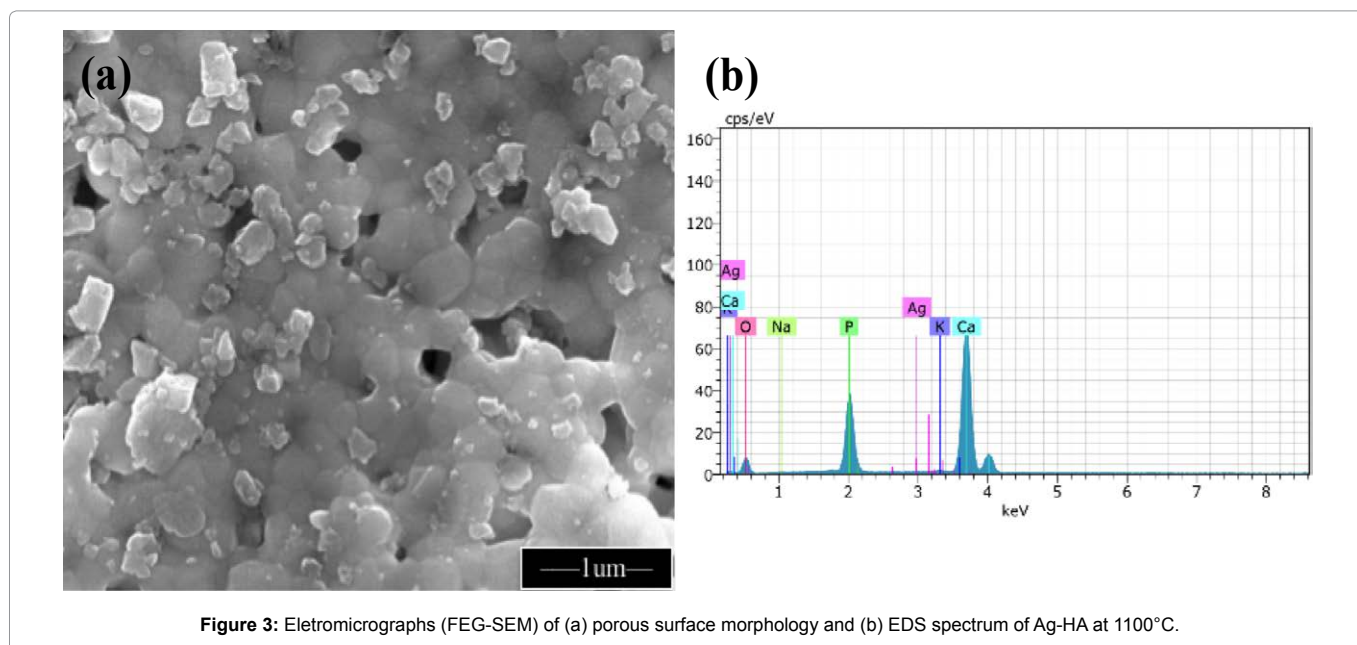 (a)
(b)
cps/eV
160
140
120
100
80
60
40
20
0
Ag
Ca
K
O
Na
P
Ag
K
Ca
1
2
3
4
5
6
7
8
keV
1um
Figure 3: Eletromicrographs (FEG-SEM) of (a) porous surface morphology and (b) EDS spectrum of Ag-HA at 1100°C.